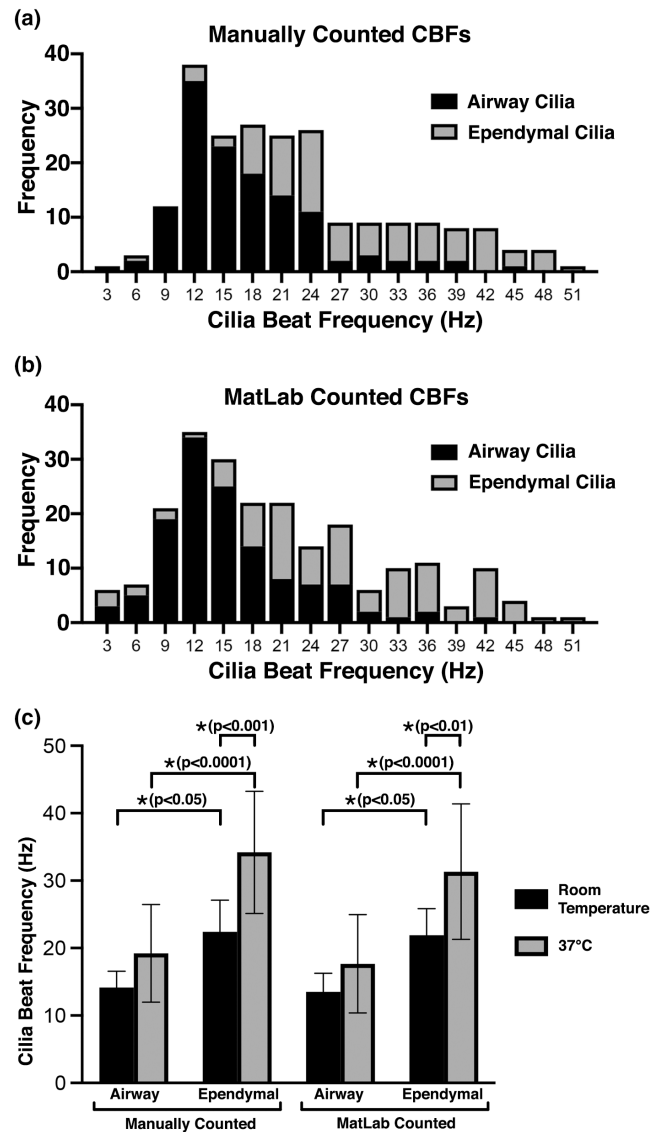 (a)
Manually Counted CBFs
40
30
20
10
0
Frequency
Airway Cilia
Ependymal Cilia
3 6 9 12 15 18 21 24 27 30 33 36 39 42 45 48 51
Cilia Beat Frequency (Hz)
(b)
MatLab Counted CBFs
40
30
20
10
0
Frequency
Airway Cilia
Ependymal Cilia
3 6 9 12 15 18 21 24 27 30 33 36 39 42 45 48 51
Cilia Beat Frequency (Hz)
(c)
50
40
30
20
10
0
Cilia Beat Frequency (Hz)
*(p<0.001)
*(p<0.0001)
*(p<0.05)
*(p<0.01)
*(p<0.0001)
*(p<0.05)
Room
Temperature
37°C
Airway Ependymal Airway Ependymal
Manually Counted MatLab Counted